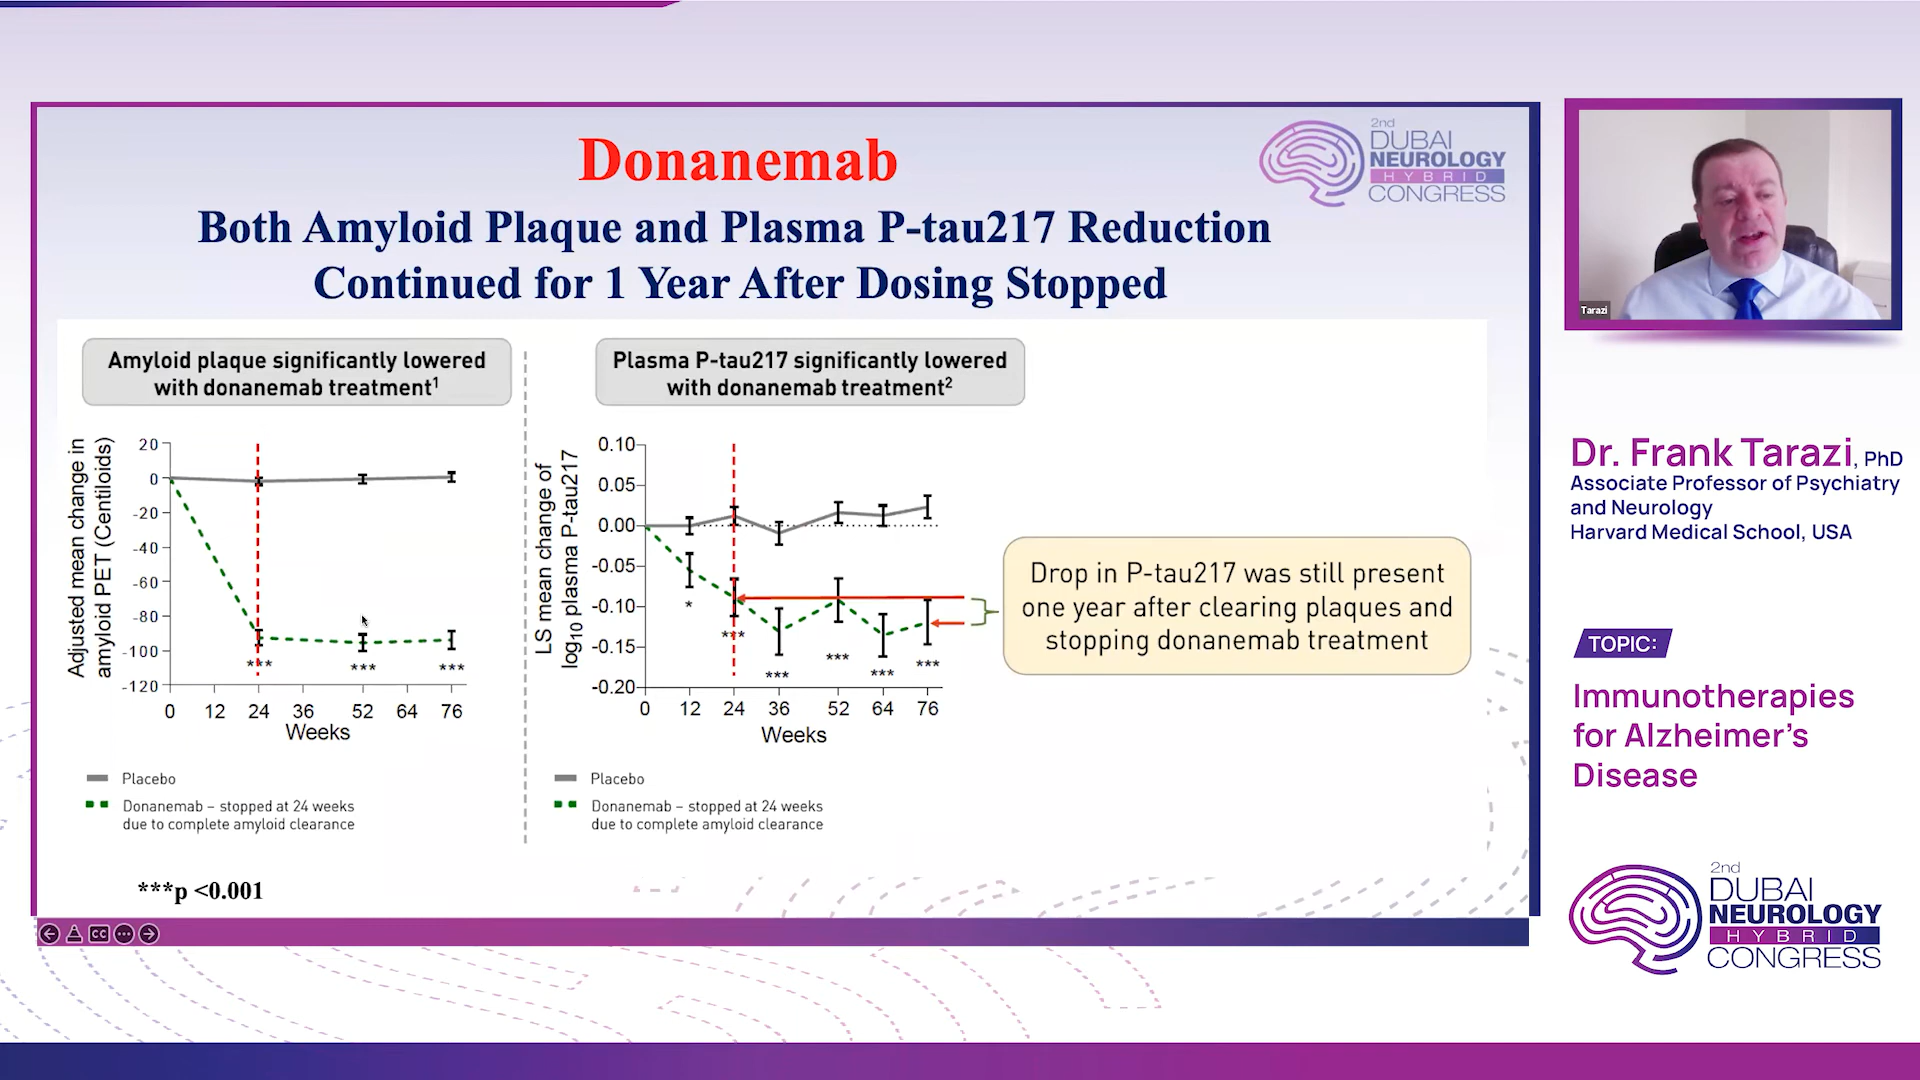 Donanemab
Both Amyloid Plaque and Plasma P-tau217 Reduction
Continued for 1 Year After Dosing Stopped
2nd
DUBAI
NEUROLOGY
HYBRID
CONGRESS
Amyloid plaque significantly lowered
with donanemab treatment1
Adjusted mean change in
amyloid PET (Centiloids)
20
0
-20
-40
-60
-80
-100
-120
***
***
***
0 12 24 36 52 64 76
Weeks
Placebo
Donanemab – stopped at 24 weeks
due to complete amyloid clearance
***p <0.001
Plasma P-tau217 significantly lowered
with donanemab treatment2
LS mean change of
log10 plasma P-tau217
0.10
0.05
0.00
-0.05
-0.10
-0.15
-0.20
*
***
***
***
***
***
0 12 24 36 52 64 76
Weeks
Placebo
Donanemab – stopped at 24 weeks
due to complete amyloid clearance
Drop in P-tau217 was still present
one year after clearing plaques and
stopping donanemab treatment
CC
Tarazi
Dr. Frank Tarazi, PhD
Associate Professor of Psychiatry
and Neurology
Harvard Medical School, USA
TOPIC:
Immunotherapies
for Alzheimer's
Disease
2nd
DUBAI
NEUROLOGY
HYBRID
CONGRESS